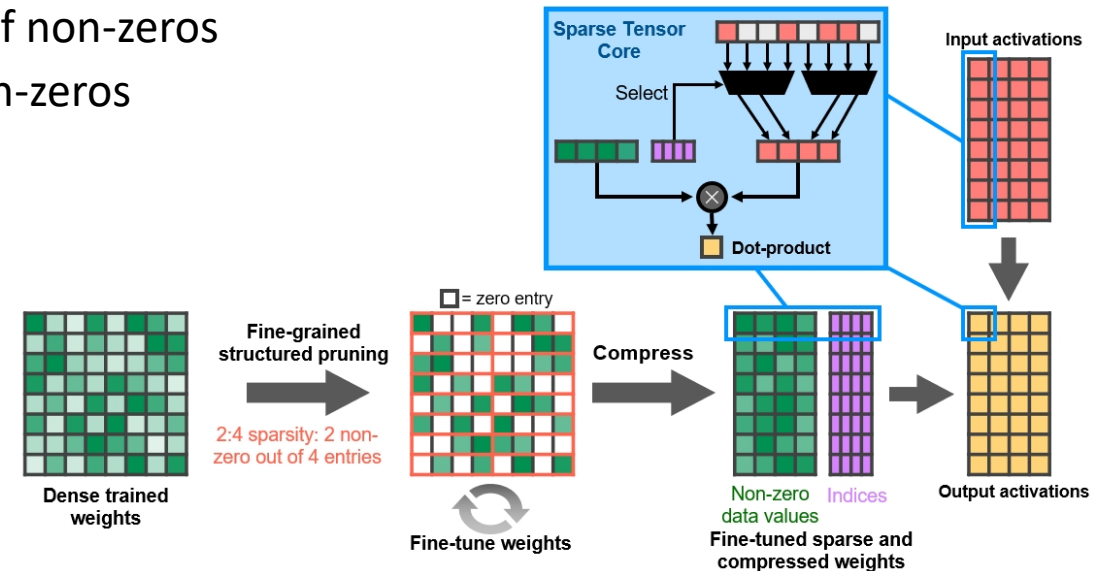 f non-zeros
n-zeros
Sparse Tensor
Core
Select
Dot-product
Input activations
= zero entry
Fine-grained
structured pruning
2:4 sparsity: 2 non-
zero out of 4 entries
Compress
Dense trained
weights
Fine-tune weights
Non-zero
data values
Indices
Fine-tuned sparse and
compressed weights
Output activations